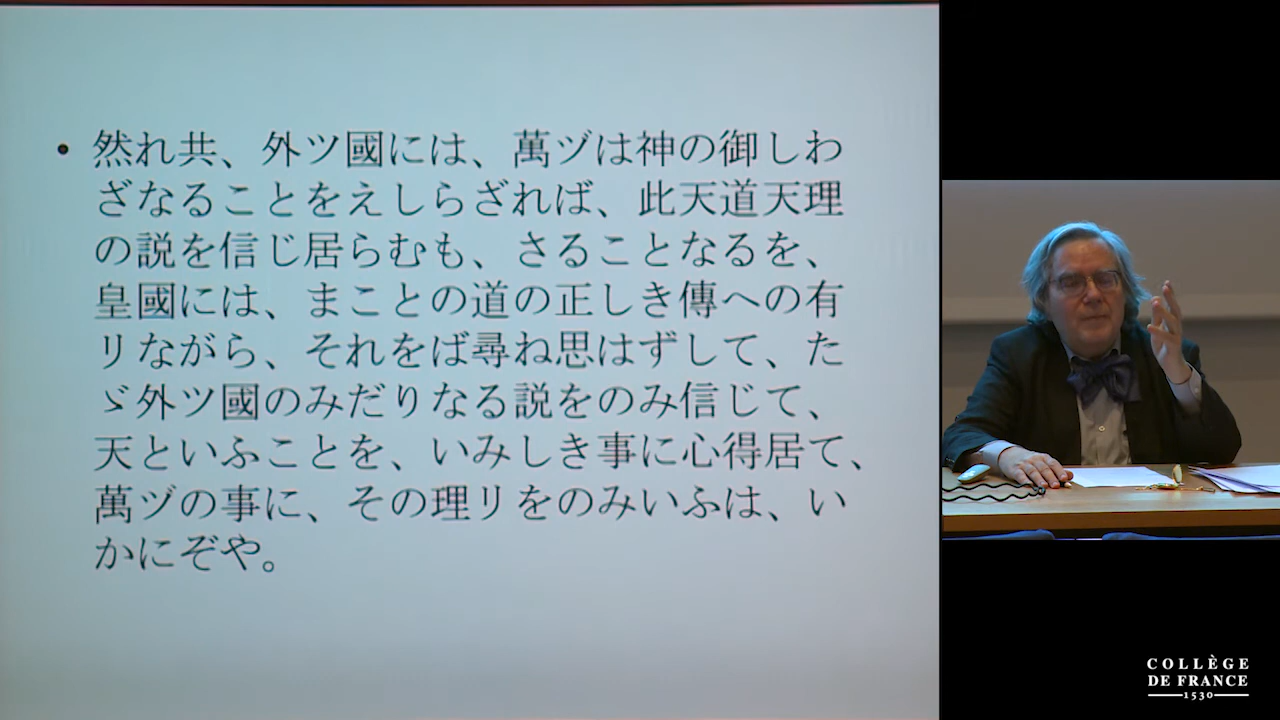 • 然れ共、外ツ國には、萬ヅは神の御しわ
ざなることをえしらざれば、此天道天理
の説を信じ居らむも、さることなるを、
皇國には、まことの道の正しき傳への有
リながら、それをば尋ね思はずして、た
ゞ外ツ國のみだりなる説をのみ信じて、
天といふことを、いみしき事に心得居て、
萬ヅの事に、その理リをのみいふは、い
かにぞや。
COLLÈGE
DE FRANCE
1530